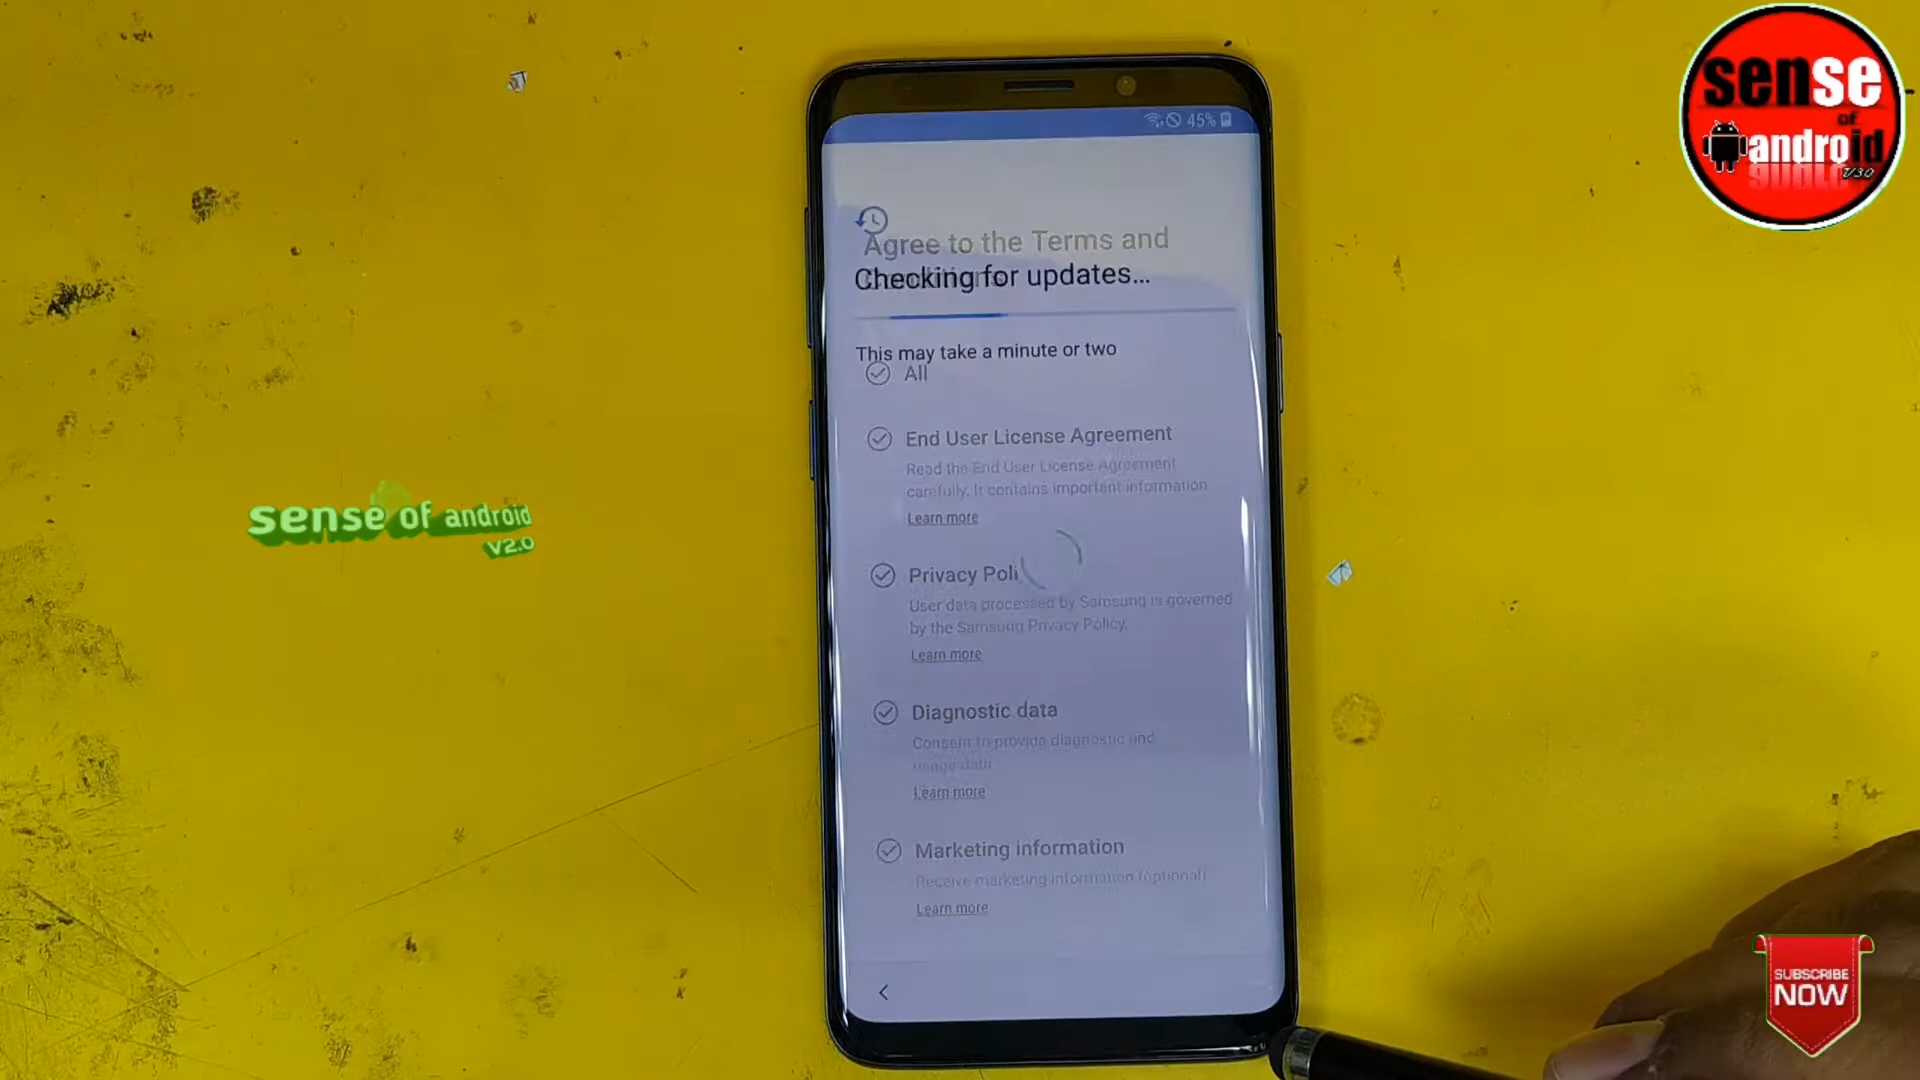 sense
of
android
V3.0
45%
Agree to the Terms and
Checking for updates...
This may take a minute or two
All
End User License Agreement
Read the End User License Agreement
carefully. It contains important information
Learn more
Privacy Poli
User data processed by Samsung is governed
by the Samsung Privacy Policy.
Learn more
Diagnostic data
Consent to provide diagnostic and
usage data
Learn more
Marketing information
Receive marketing information (optional)
Learn more
sense of android
V2.0
SUBSCRIBE
NOW